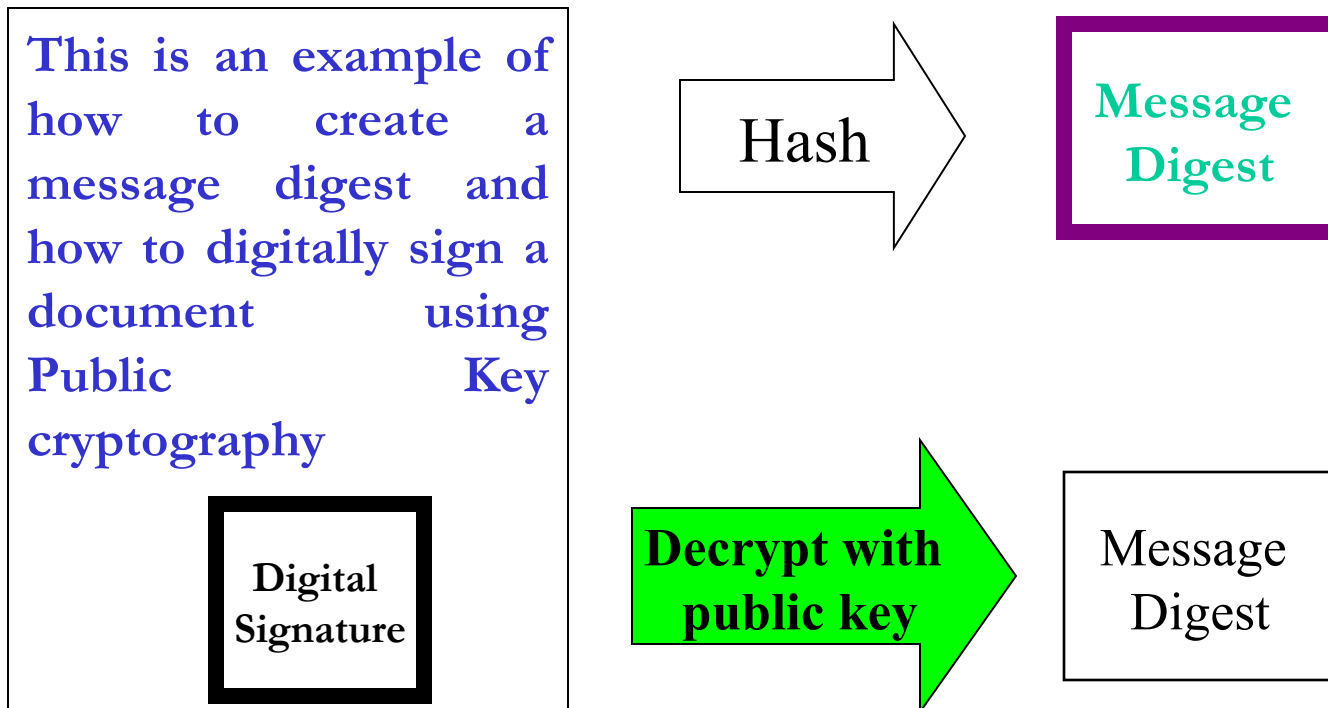 This is an example of
how to create a
message digest and
how to digitally sign a
document using
Public Key
cryptography
Digital
Signature
Hash
Message
Digest
Decrypt with
public key
Message
Digest